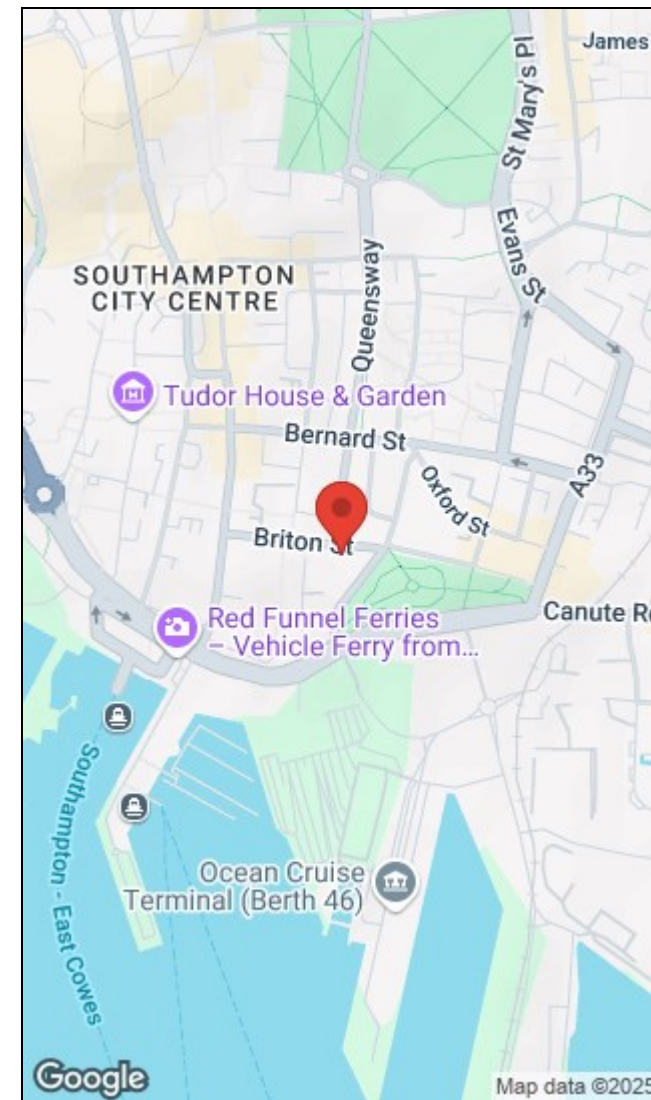 James
St Mary's Pl
Evans St
Queensway
SOUTHAMPTON
CITY CENTRE
Tudor House & Garden
Bernard St
A33
Oxford St
Briton St
Canute R
Red Funnel Ferries
– Vehicle Ferry from...
Southampton - East Cowes
Ocean Cruise
Terminal (Berth 46)
Google
Map data ©2025